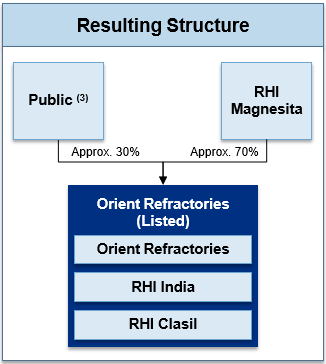 Resulting Structure
Public (3)
RHI
Magnesita
Approx. 30%
Approx. 70%
Orient Refractories
(Listed)
Orient Refractories
RHI India
RHI Clasil